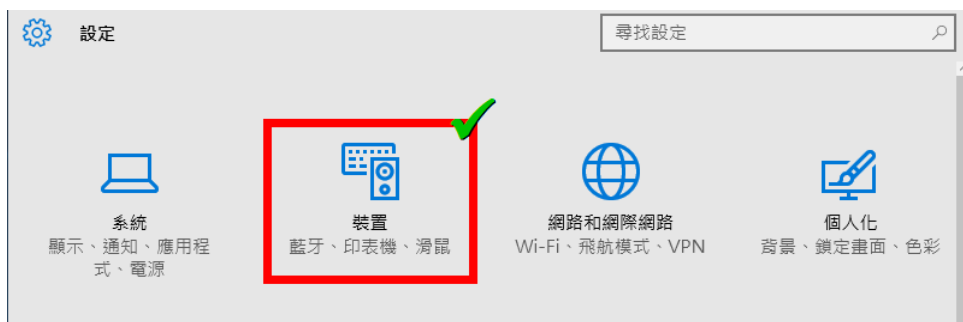 設定
尋找設定
系統
顯示、通知、應用程
式、電源
裝置
藍牙、印表機、滑鼠
網路和網際網路
Wi-Fi、飛航模式、VPN
個人化
背景、鎖定畫面、色彩